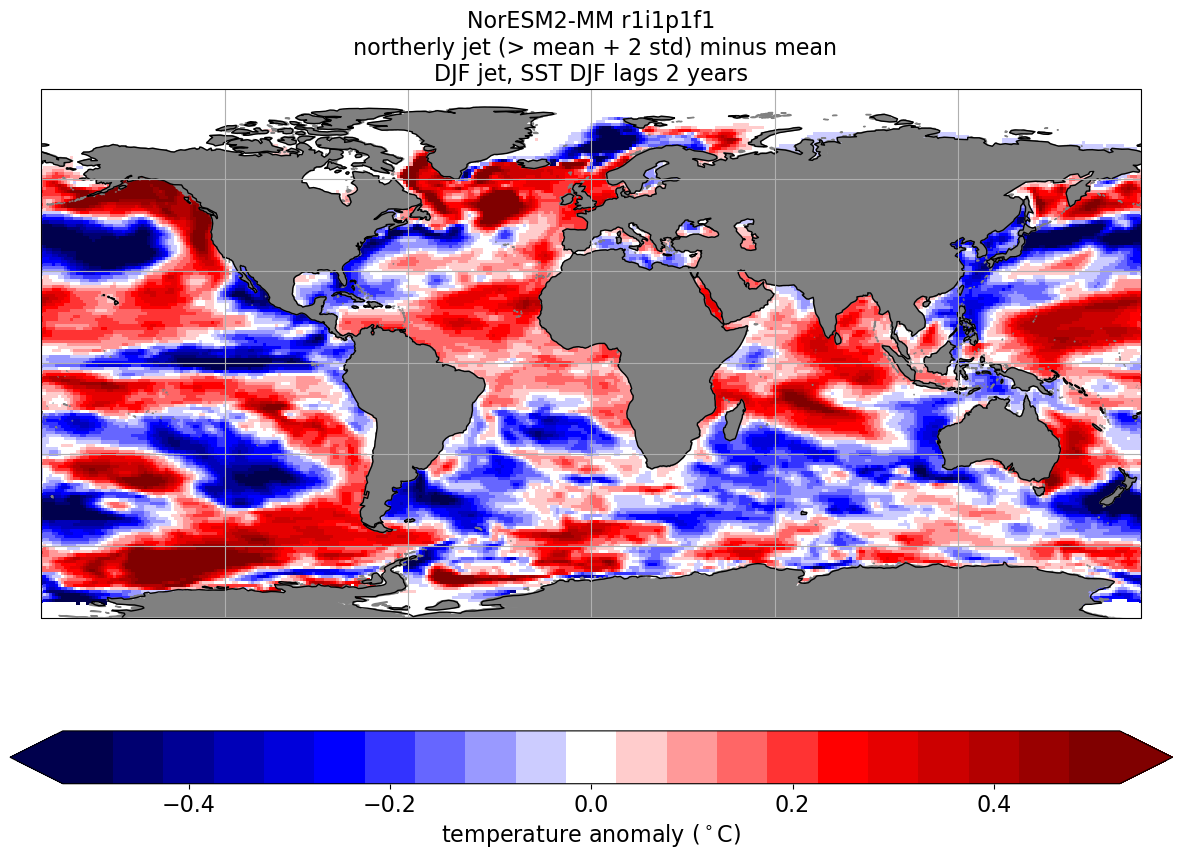 NorESM2-MM r1i1p1f1
northerly jet (> mean + 2 std) minus mean
DJF jet, SST DJF lags 2 years
−0.4 −0.2 0.0 0.2 0.4
temperature anomaly (°C)